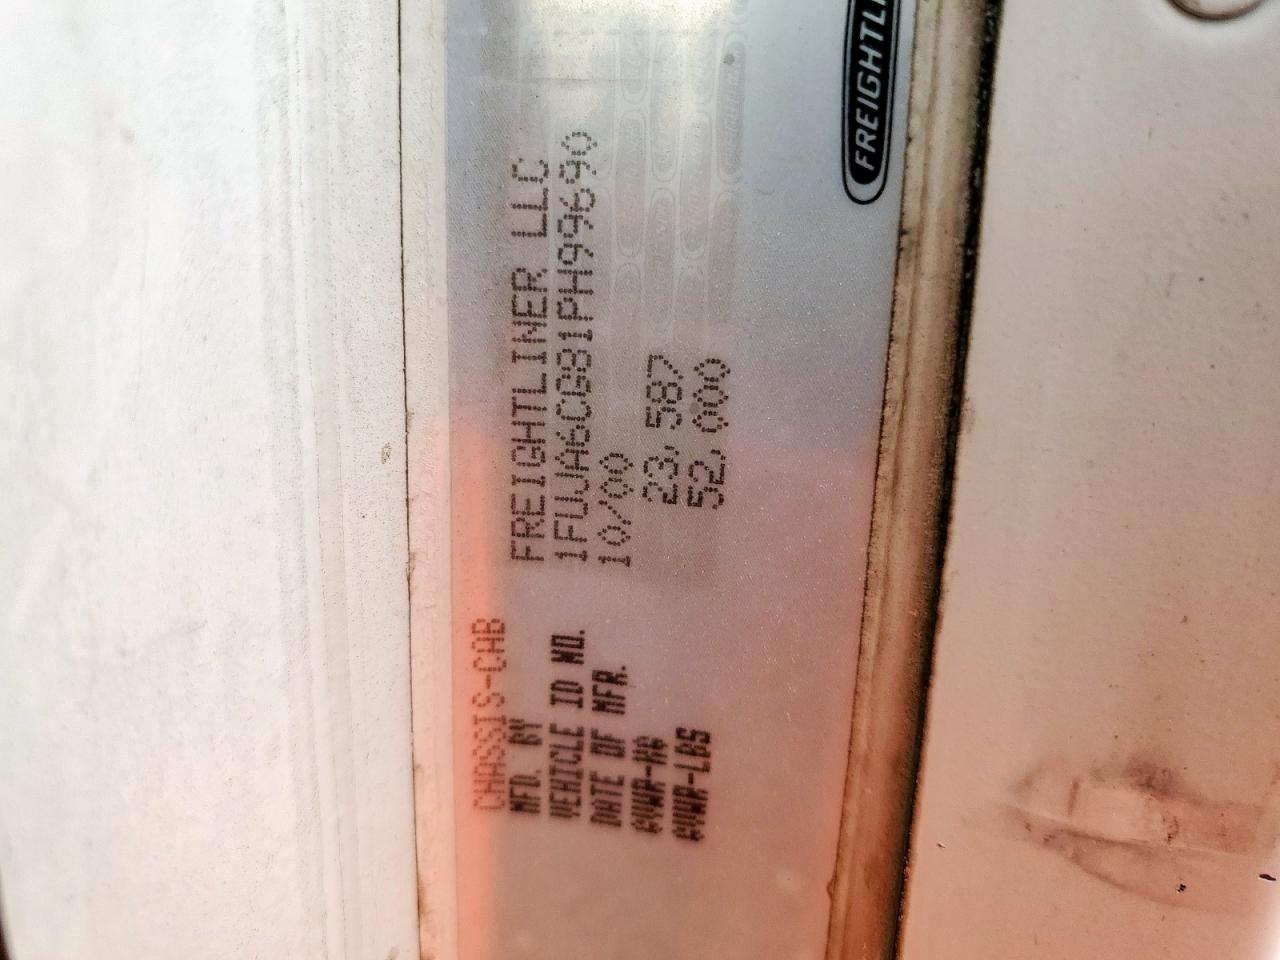 FREIGHTLI
CHASSIS-CAB
MFD. BY FREIGHTLINER LLC
VEHICLE ID NO. 1FUJA6CG81PH99690
DATE OF MFR. 10/00
GVWR-KG 23, 587
GVWR-LBS 52, 000